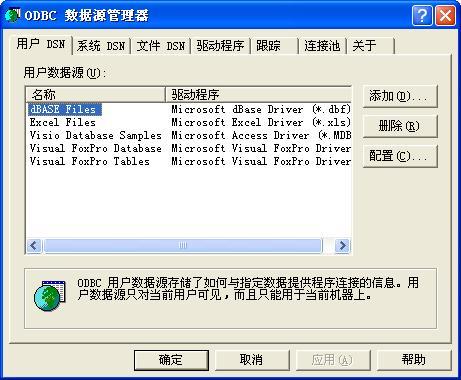 ODBC 数据源管理器
用户 DSN 系统 DSN 文件 DSN 驱动程序 跟踪 连接池 关于
用户数据源(U):
名称 驱动程序
dBASE Files Microsoft dBase Driver (*.dbf)
Excel Files Microsoft Excel Driver (*.xls)
Visio Database Samples Microsoft Access Driver (*.MDB
Visual FoxPro Database Microsoft Visual FoxPro Driver
Visual FoxPro Tables Microsoft Visual FoxPro Driver
添加(D)...
删除(R)
配置(C)...
ODBC 用户数据源存储了如何与指定数据提供程序连接的信息。用
户数据源只对当前用户可见,而且只能用于当前机器上。
确定 取消 应用(A) 帮助